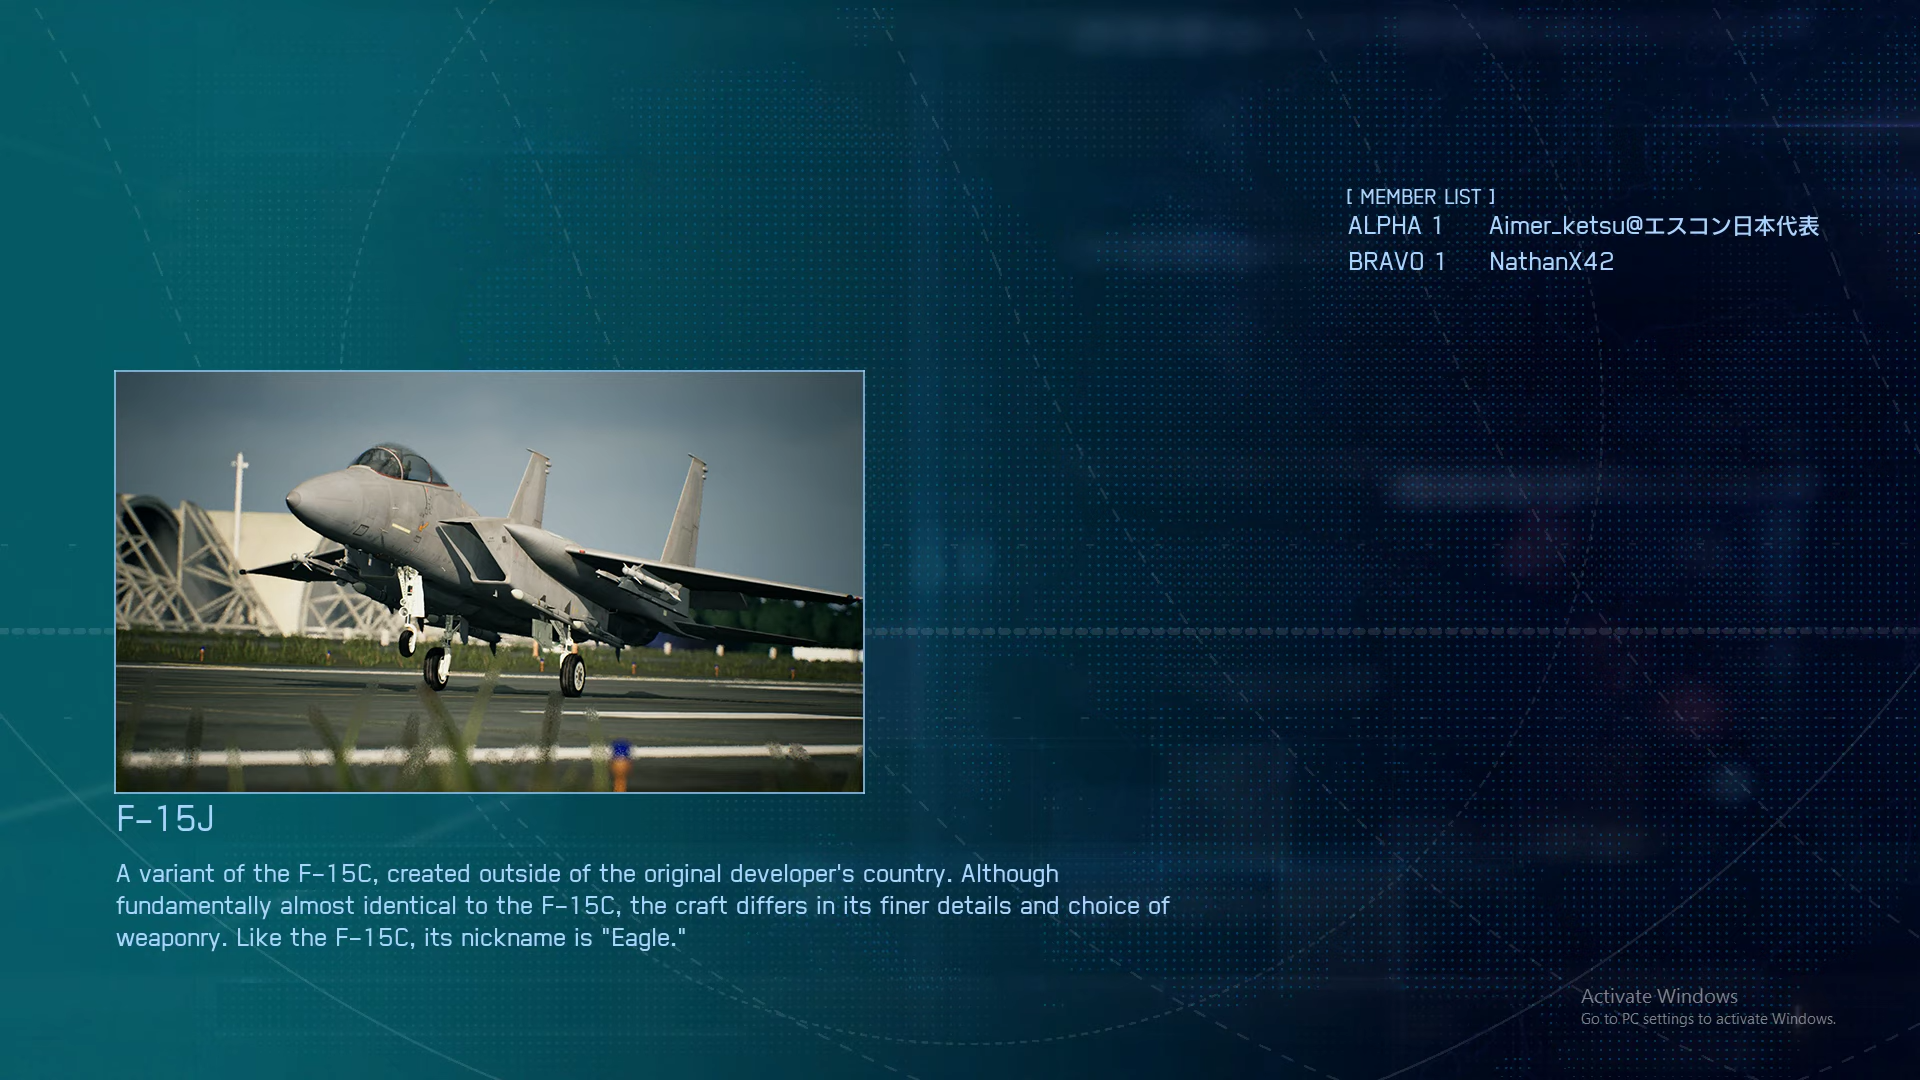 [ MEMBER LIST ]
ALPHA 1 Aimer_ketsu@エスコン日本代表
BRAVO 1 NathanX42
F-15J
A variant of the F-15C, created outside of the original developer's country. Although
fundamentally almost identical to the F-15C, the craft differs in its finer details and choice of
weaponry. Like the F-15C, its nickname is "Eagle."
Activate Windows
Go to PC settings to activate Windows.